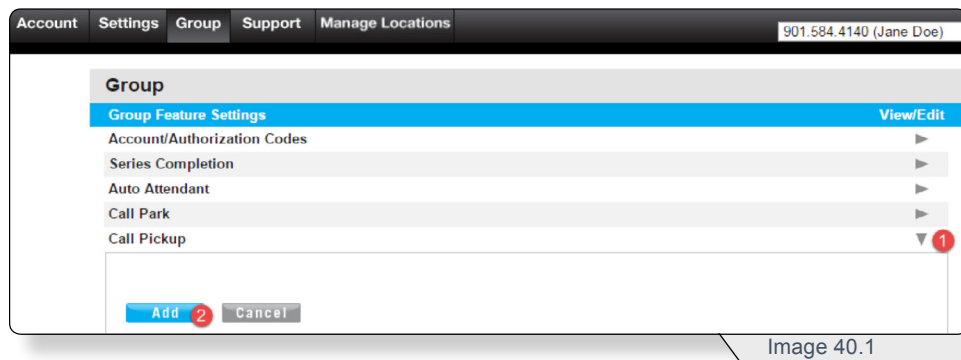 Account Settings Group Support Manage Locations
901.584.4140 (Jane Doe)
Group
Group Feature Settings View/Edit
Account/Authorization Codes
Series Completion
Auto Attendant
Call Park
Call Pickup 1
Add 2 Cancel
Image 40.1